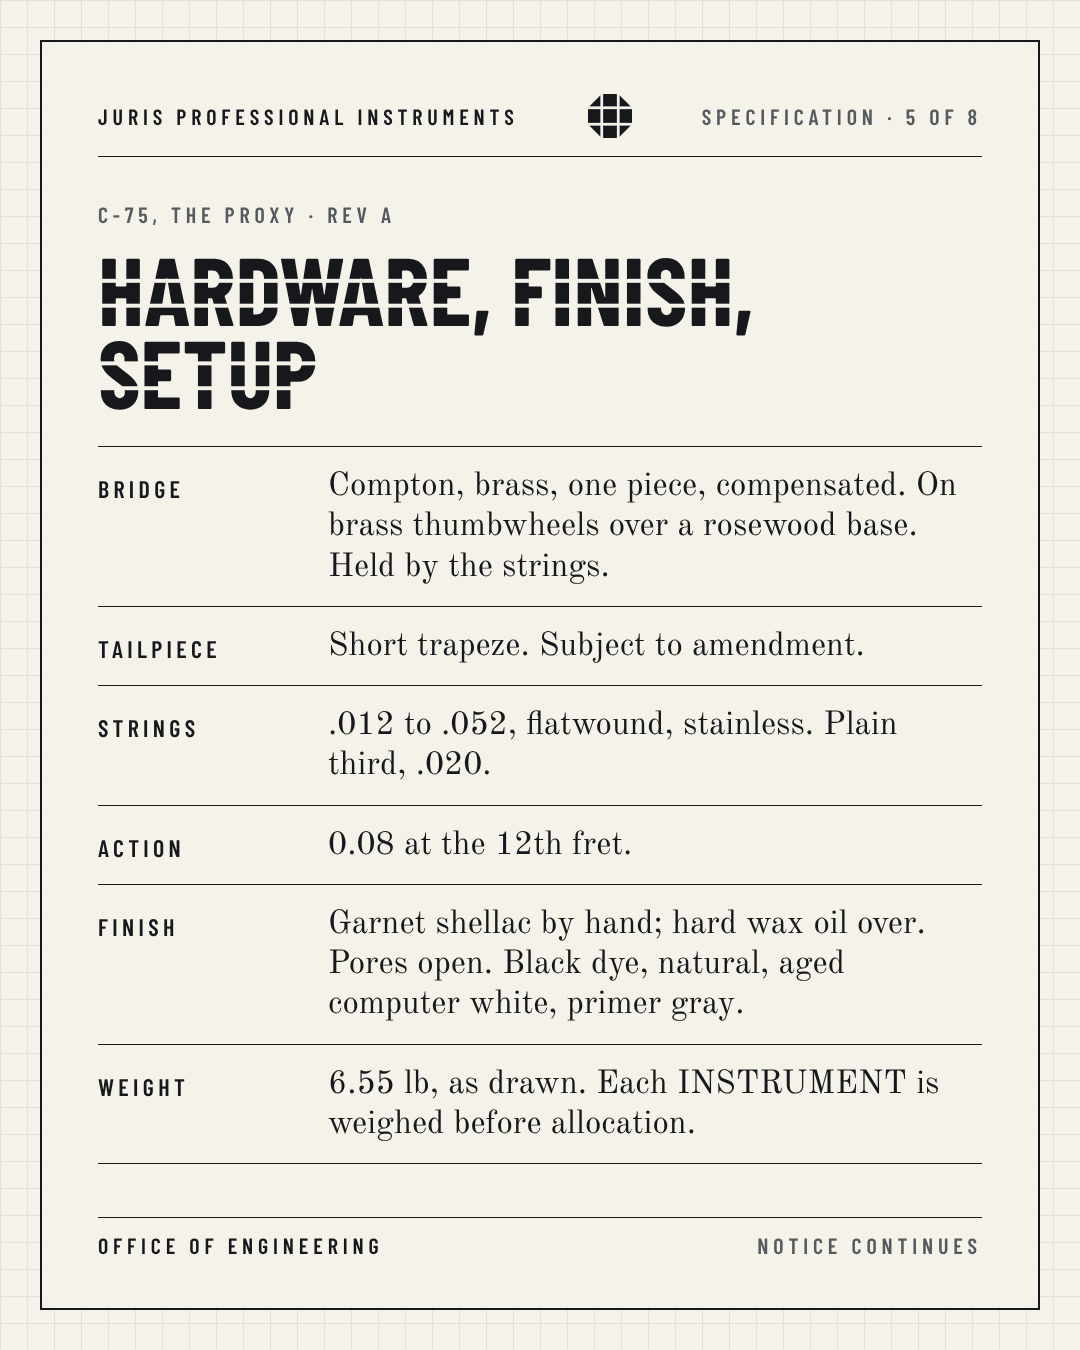 JURIS PROFESSIONAL INSTRUMENTS
SPECIFICATION · 5 OF 8
C-75, THE PROXY · REV A
HARDWARE, FINISH,
SETUP
BRIDGE
Compton, brass, one piece, compensated. On
brass thumbwheels over a rosewood base.
Held by the strings.
TAILPIECE
Short trapeze. Subject to amendment.
STRINGS
.012 to .052, flatwound, stainless. Plain
third, .020.
ACTION
0.08 at the 12th fret.
FINISH
Garnet shellac by hand; hard wax oil over.
Pores open. Black dye, natural, aged
computer white, primer gray.
WEIGHT
6.55 lb, as drawn. Each INSTRUMENT is
weighed before allocation.
OFFICE OF ENGINEERING
NOTICE CONTINUES